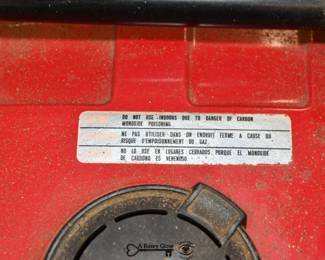 DO NOT USE INDOORS DUE TO DANGER OF CARBON
MONOXIDE POISONING.
NE PAS UTILISER DANS UN ENDROIT FERME A CAUSE DU
RISQUE D'EMPOISONNEMENT DU GAZ.
NO LO USE EN LUGARES CERRADOS PORQUE EL MONOXIDE
DE CARBONO ES VENENOSO
A Estate Glow